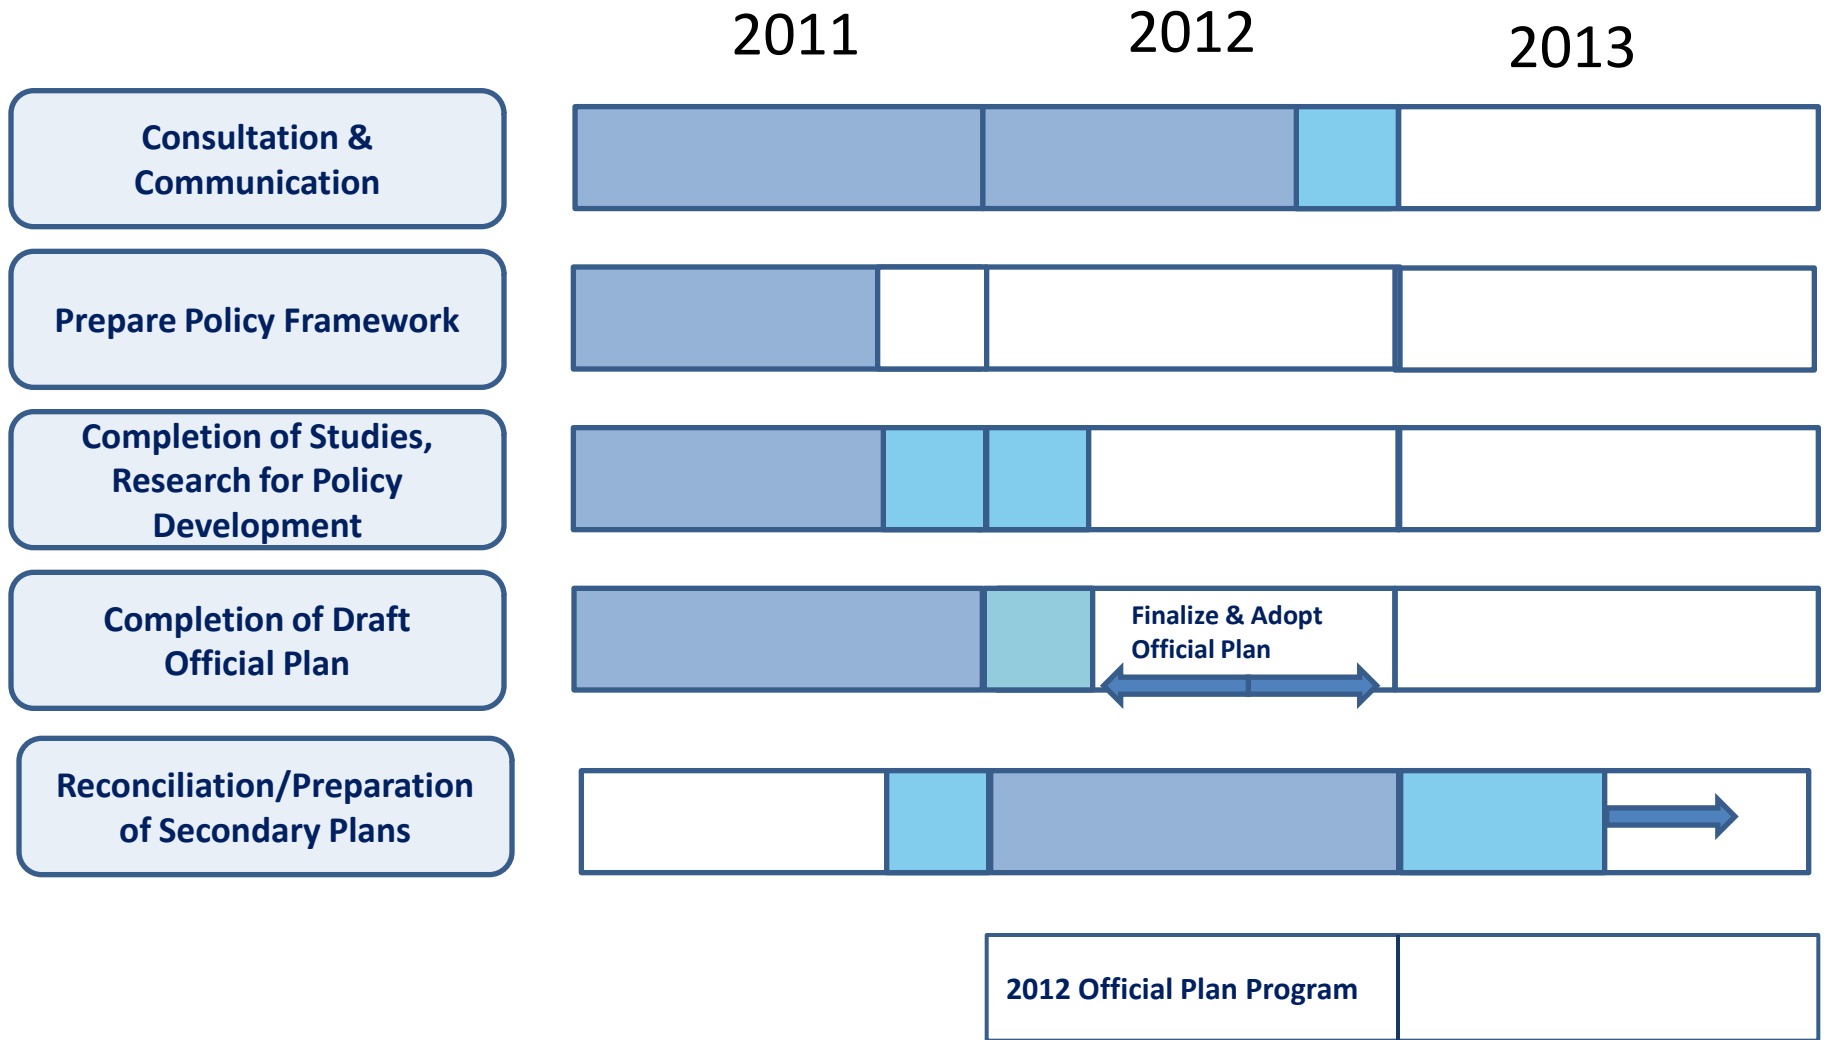 2011
2012
2013
Consultation &
Communication
Prepare Policy Framework
Completion of Studies,
Research for Policy
Development
Completion of Draft
Official Plan
Finalize & Adopt
Official Plan
Reconciliation/Preparation
of Secondary Plans
2012 Official Plan Program